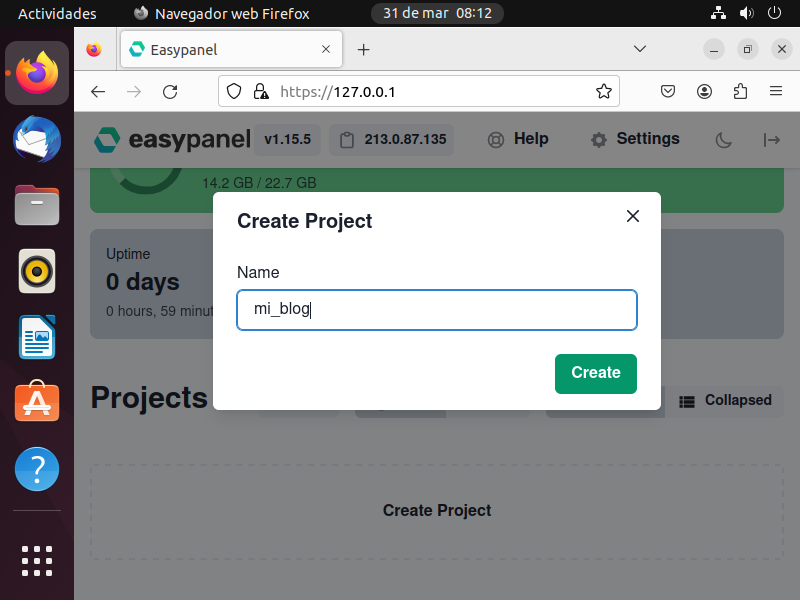 Actividades
Navegador web Firefox
31 de mar 08:12
Easypanel
https://127.0.0.1
easypanel
v1.15.5
213.0.87.135
Help
Settings
14.2 GB / 22.7 GB
Create Project
Uptime
0 days
0 hours, 59 minut
Name
mi_blog
Create
Projects
Collapsed
Create Project